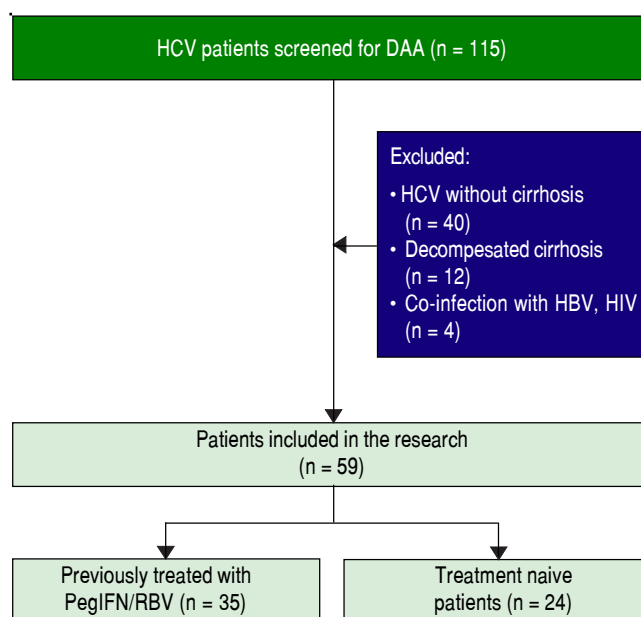 HCV patients screened for DAA (n = 115)
Excluded:
• HCV without cirrhosis
(n = 40)
• Decompesated cirrhosis
(n = 12)
• Co-infection with HBV, HIV
(n = 4)
Patients included in the research
(n = 59)
Previously treated with
PegIFN/RBV (n = 35)
Treatment naive
patients (n = 24)